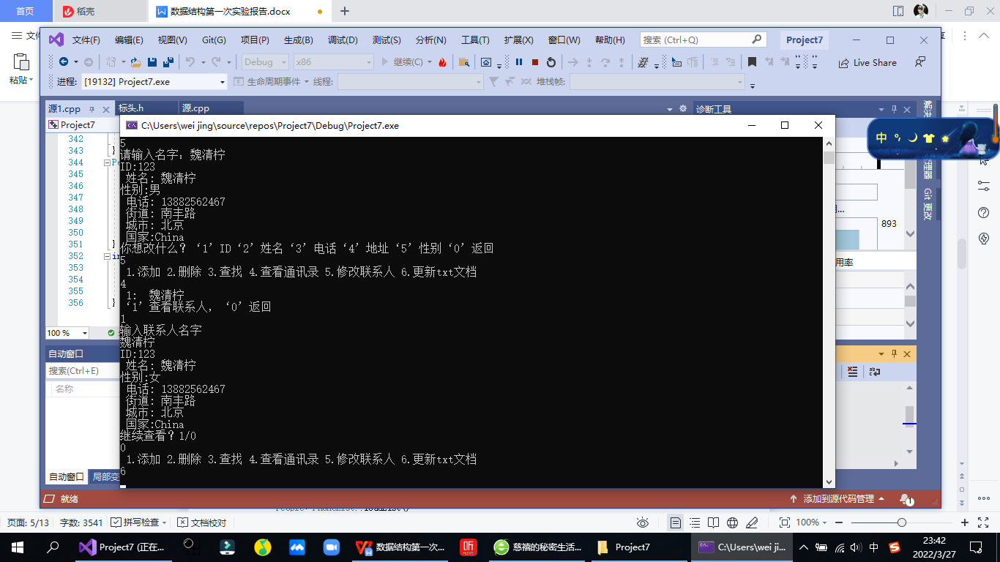 首页 稻壳 数据结构第一次实验报告.docx
文件(F) 编辑(E) 视图(V) Git(G) 项目(P) 生成(B) 调试(D) 测试(S) 分析(N) 工具(T) 扩展(X) 窗口(W) 帮助(H) 搜索 (Ctrl+Q) Project7
粘贴 Debug x86 继续(C) Live Share
进程: [19132] Project7.exe 生命周期事件 线程: 堆栈帧:
源1.cpp 标头.h 源.cpp 诊断工具
Project7
C:\Users\wei jing\source\repos\Project7\Debug\Project7.exe
中
342
343
344
345
346
347
348
349
350
351
352
353
354
355
356
5
请输入名字: 魏清柠
ID:123
姓名: 魏清柠
性别:男
电话: 13882562467
街道: 南丰路
城市: 北京
国家:China
你想改什么? ‘1’ID‘2’姓名‘3’电话‘4’地址‘5’性别‘0’返回
5
1.添加 2.删除 3.查找 4.查看通讯录 5.修改联系人 6.更新txt文档
4
1: 魏清柠
‘1’查看联系人, ‘0’返回
1
输入联系人名字
魏清柠
ID:123
姓名: 魏清柠
性别:女
电话: 13882562467
街道: 南丰路
城市: 北京
国家:China
继续查看? 1/0
0
1.添加 2.删除 3.查找 4.查看通讯录 5.修改联系人 6.更新txt文档
6
893
用率
Git 更改
100 %
自动窗口
搜索(Ctrl+E)
名称
自动窗口 局部变
就绪 添加到源代码管理 1
页面: 5/13 字数: 3541 拼写检查 文档校对 100%
Project7 (正在... 数据结构第一次... 慈禧的秘密生活... Project7 C:\Users\wei ji... 中 23:42
2022/3/27